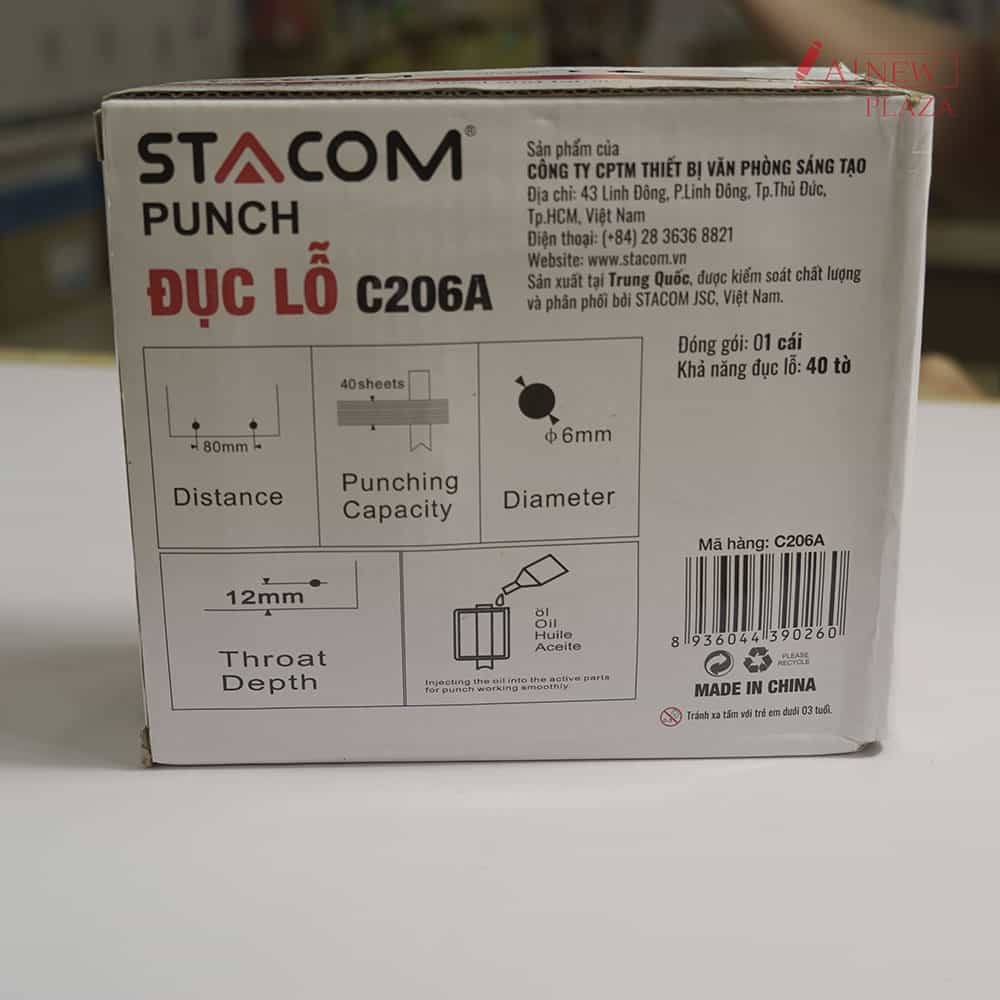 A NEW
PLAZA
STACOM®
PUNCH
ĐỤC LỖ C206A
Sản phẩm của
CÔNG TY CPTM THIẾT BỊ VĂN PHÒNG SÁNG TẠO
Địa chỉ: 43 Linh Đông, P.Linh Đông, Tp.Thủ Đức,
Tp.HCM, Việt Nam
Điện thoại: (+84) 28 3636 8821
Website: www.stacom.vn
Sản xuất tại Trung Quốc, được kiểm soát chất lượng
và phân phối bởi STACOM JSC, Việt Nam.
Đóng gói: 01 cái
Khả năng đục lỗ: 40 tờ
80mm
Distance
40sheets
Punching
Capacity
ϕ6mm
Diameter
12mm
Throat
Depth
öl
Oil
Huile
Aceite
Injecting the oil into the active parts
for punch working smoothly.
Mã hàng: C206A
8 936044 390260
PLEASE
RECYCLE
MADE IN CHINA
0-3
Tránh xa tầm với trẻ em dưới 03 tuổi.